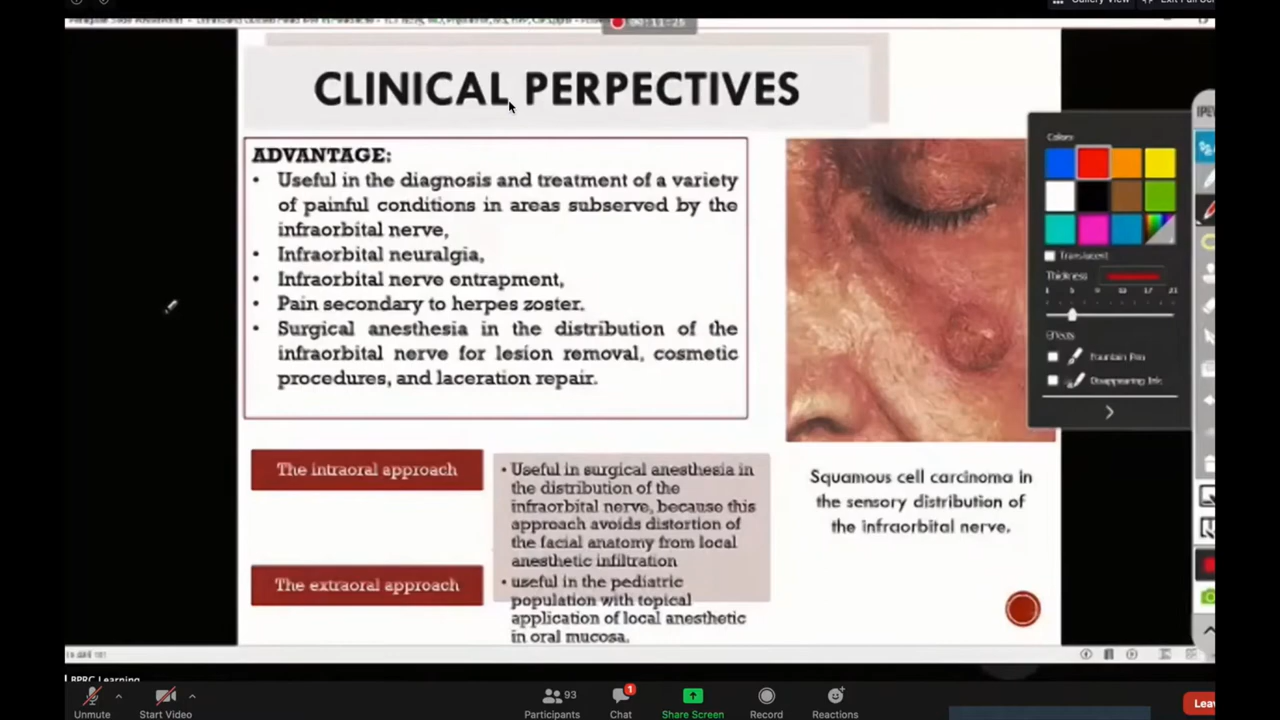 CLINICAL PERPECTIVES
ADVANTAGE:
• Useful in the diagnosis and treatment of a variety
of painful conditions in areas subserved by the
infraorbital nerve,
• Infraorbital neuralgia,
• Infraorbital nerve entrapment,
• Pain secondary to herpes zoster.
• Surgical anesthesia in the distribution of the
infraorbital nerve for lesion removal, cosmetic
procedures, and laceration repair.
The intraoral approach
• Useful in surgical anesthesia in
the distribution of the
infraorbital nerve, because this
approach avoids distortion of
the facial anatomy from local
anesthetic infiltration
The extraoral approach
• useful in the pediatric
population with topical
application of local anesthetic
in oral mucosa.
Squamous cell carcinoma in
the sensory distribution of
the infraorbital nerve.
Colors
Translucent
Thickness
Effects
Fountain Pen
Disappearing Ink
BPRC Learning
Unmute
Start Video
Participants
93
Chat
1
Share Screen
Record
Reactions